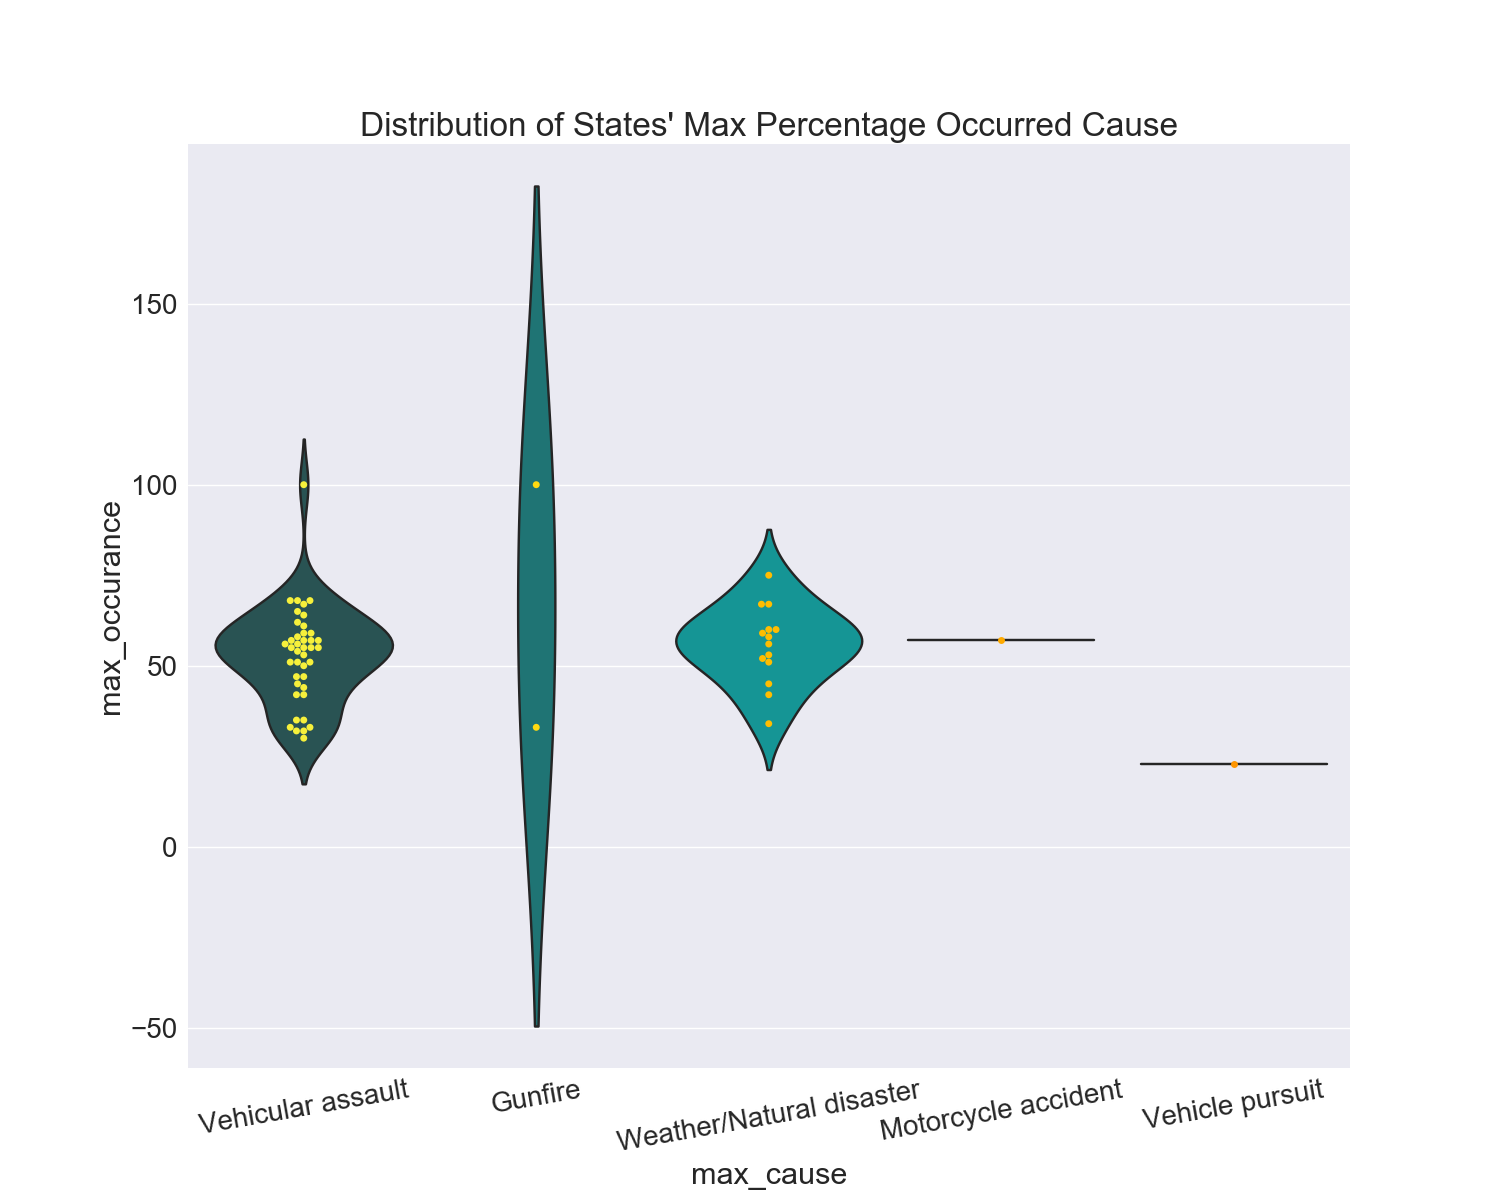 Distribution of States' Max Percentage Occurred Cause
max_occurance
150
100
50
0
−50
Vehicular assault
Gunfire
Weather/Natural disaster
Motorcycle accident
Vehicle pursuit
max_cause